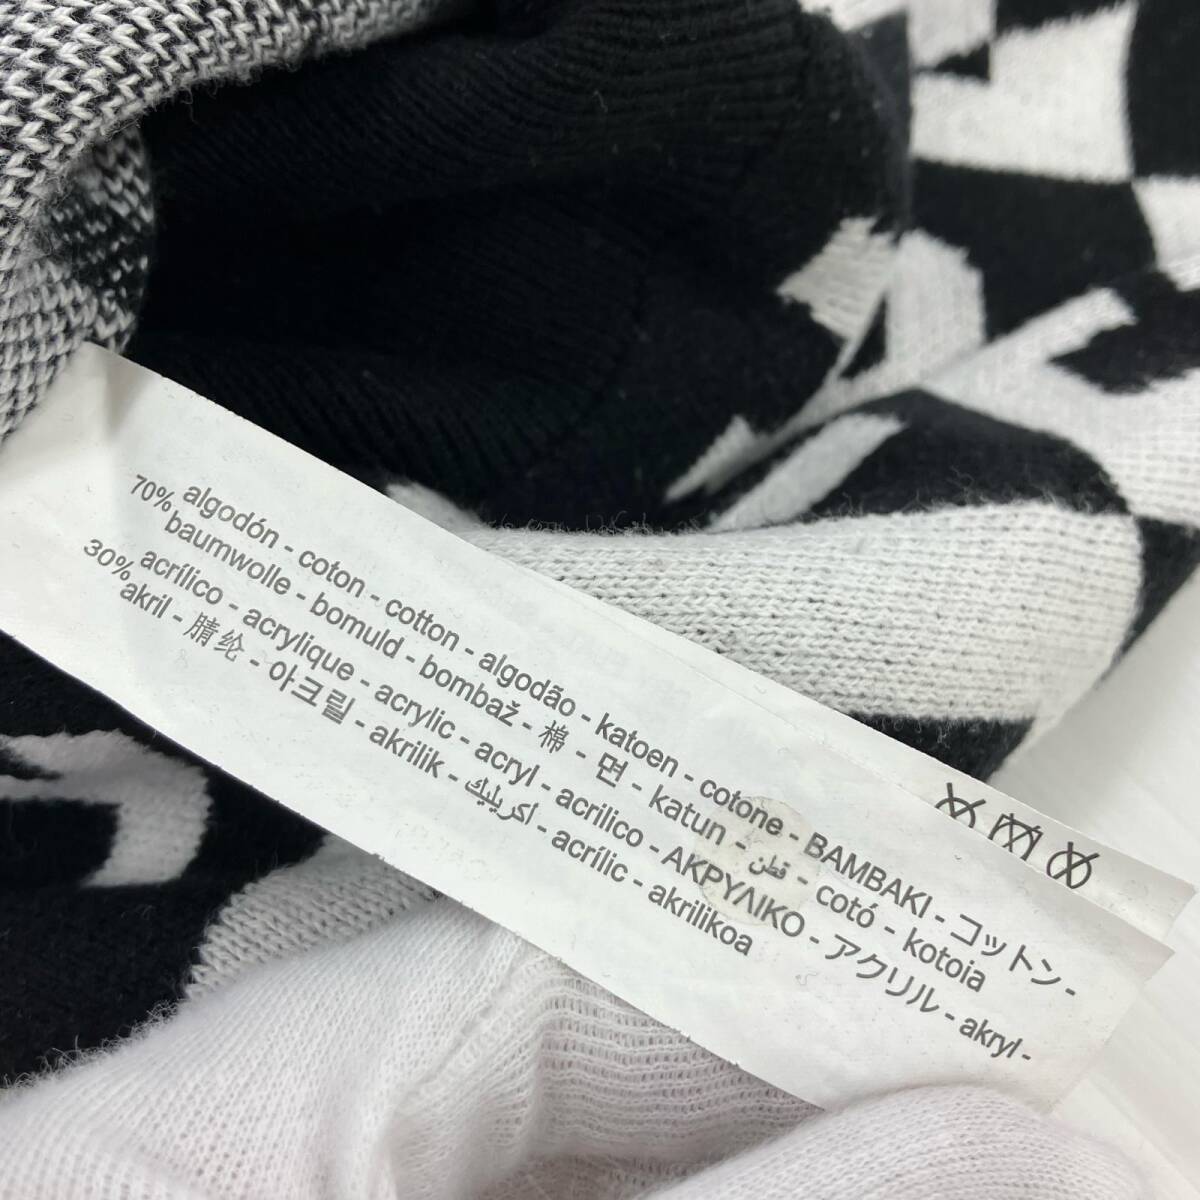 70% algodón - coton - cotton - algodão - katoen - cotone - BAMBAKI - コットン -
baumwolle - bomuld - bombaž - 棉 - 면 - katun - قطن - cotó - kotoia
30% acrílico - acrylique - acrylic - acryl - acrilico - ΑΚΡΥΛΙΚΟ - アクリル - akryl -
akril - 腈纶 - 아크릴 - akrilik - اكريليك - acrílic - akrilikoa